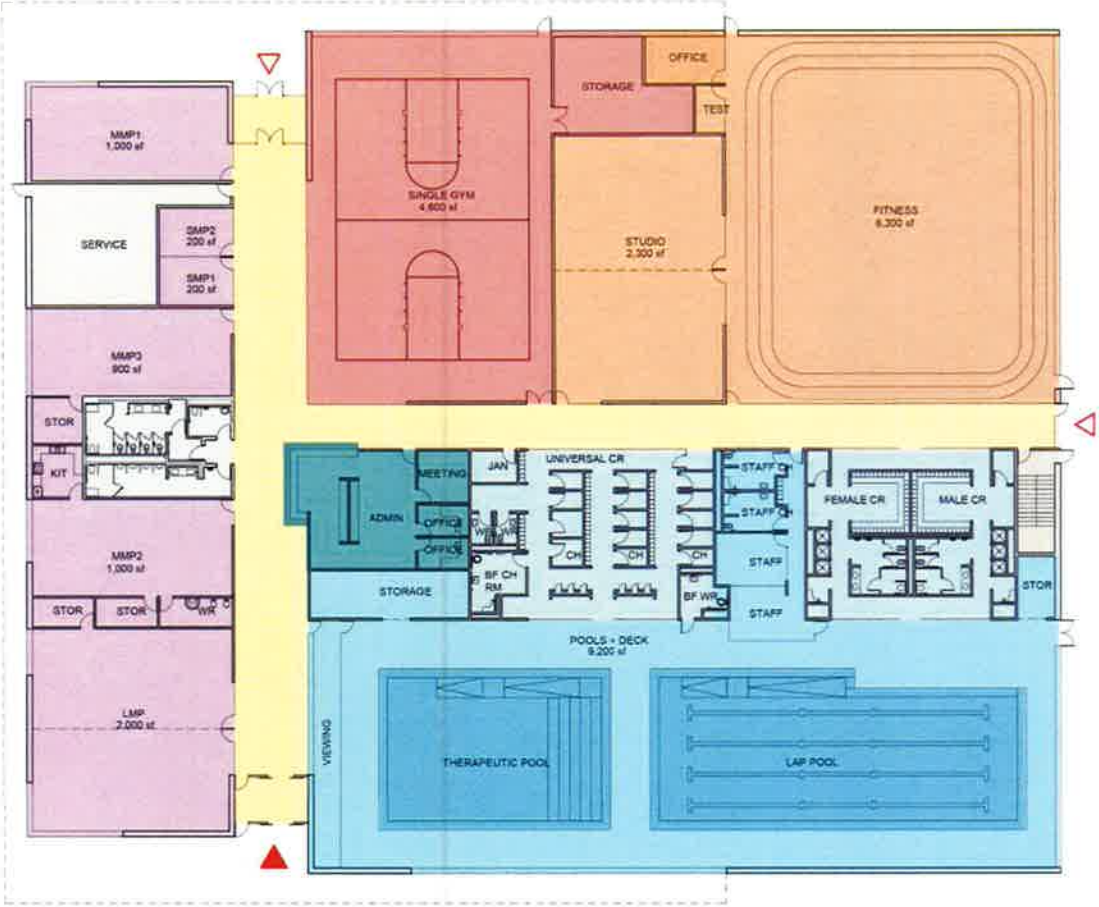 OFFICE
STORAGE
TEST
MMP1
1,000 sf
SINGLE GYM
4,600 sf
FITNESS
6,300 sf
SMP2
200 sf
SERVICE
STUDIO
2,300 sf
SMP1
200 sf
MMP3
900 sf
STOR
KIT
UNIVERSAL CR
JAN
MEETING
STAFF CH
FEMALE CR
MALE CR
ADMIN
OFFICE
STAFF CH
WR
WR
OFFICE
CH
CH
CH
MMP2
1,000 sf
STAFF
BF CH
RM
STORAGE
BF WR
STOR
STOR
STOR
WR
STAFF
POOLS + DECK
9,200 sf
LMP
2,000 sf
VIEWING
THERAPEUTIC POOL
LAP POOL